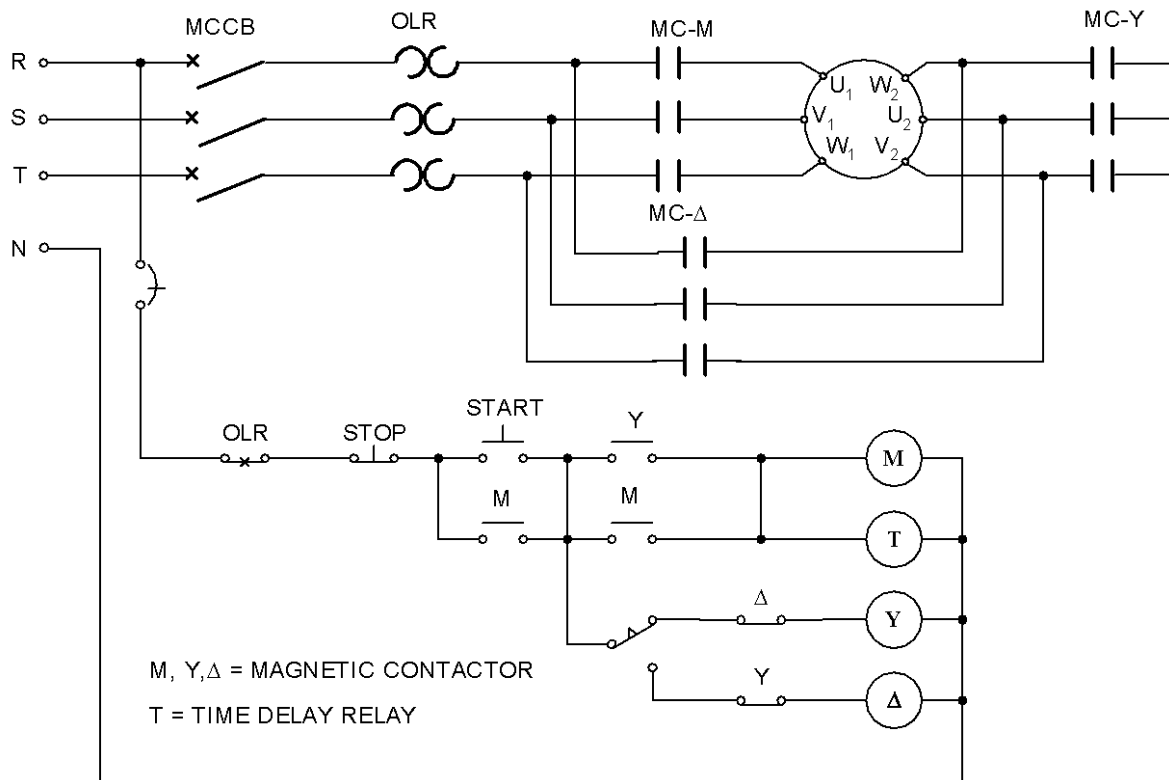 MCCB
OLR
MC-M
MC-Y
R
S
T
N
U1
W2
V1
U2
W1
V2
MC-Δ
OLR
STOP
START
Y
M
M
M
T
Δ
Y
Y
Δ
M, Y,Δ = MAGNETIC CONTACTOR
T = TIME DELAY RELAY